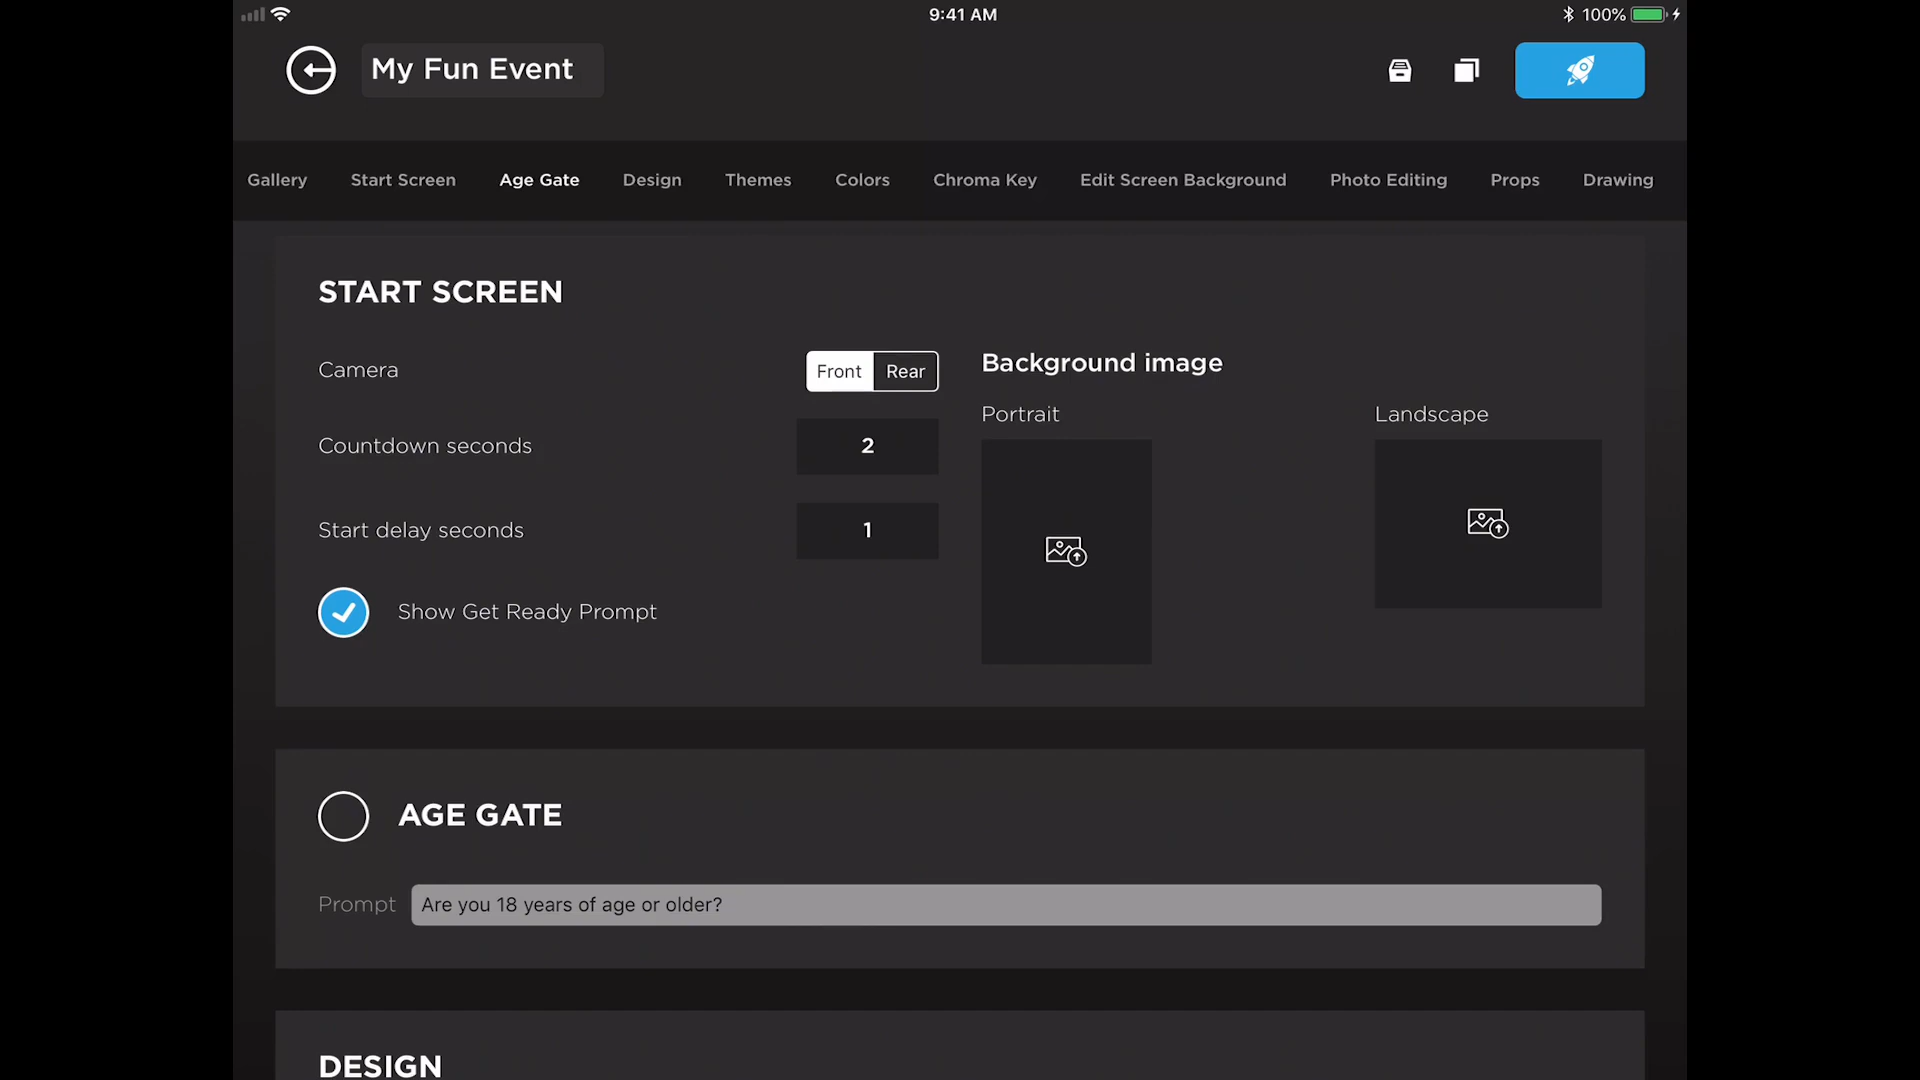 9:41 AM
100%
My Fun Event
Gallery Start Screen Age Gate Design Themes Colors Chroma Key Edit Screen Background Photo Editing Props Drawing
START SCREEN
Camera Front Rear
Countdown seconds 2
Start delay seconds 1
Show Get Ready Prompt
Background image
Portrait Landscape
AGE GATE
Prompt Are you 18 years of age or older?
DESIGN